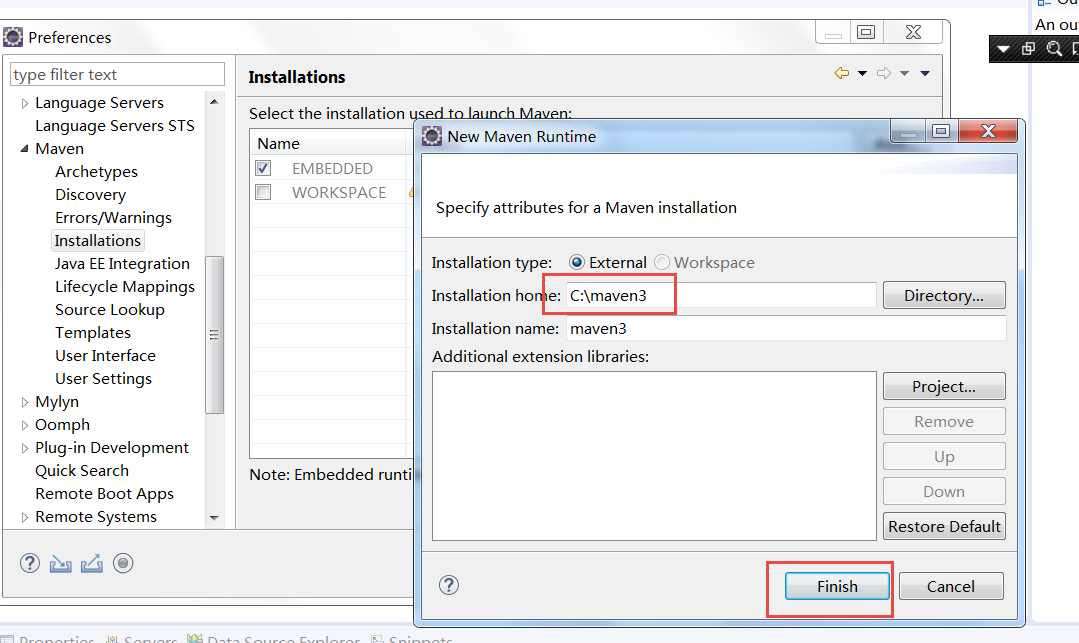 Preferences
type filter text
Language Servers
Language Servers STS
Maven
Archetypes
Discovery
Errors/Warnings
Installations
Java EE Integration
Lifecycle Mappings
Source Lookup
Templates
User Interface
User Settings
Mylyn
Oomph
Plug-in Development
Quick Search
Remote Boot Apps
Remote Systems
Installations
Select the installation used to launch Maven:
Name
EMBEDDED
WORKSPACE
Note: Embedded runti
New Maven Runtime
Specify attributes for a Maven installation
Installation type: External Workspace
Installation home: C:\maven3 Directory...
Installation name: maven3
Additional extension libraries:
Project...
Remove
Up
Down
Restore Default
Finish Cancel
An ou
Properties Servers Data Source Explorer Snippets